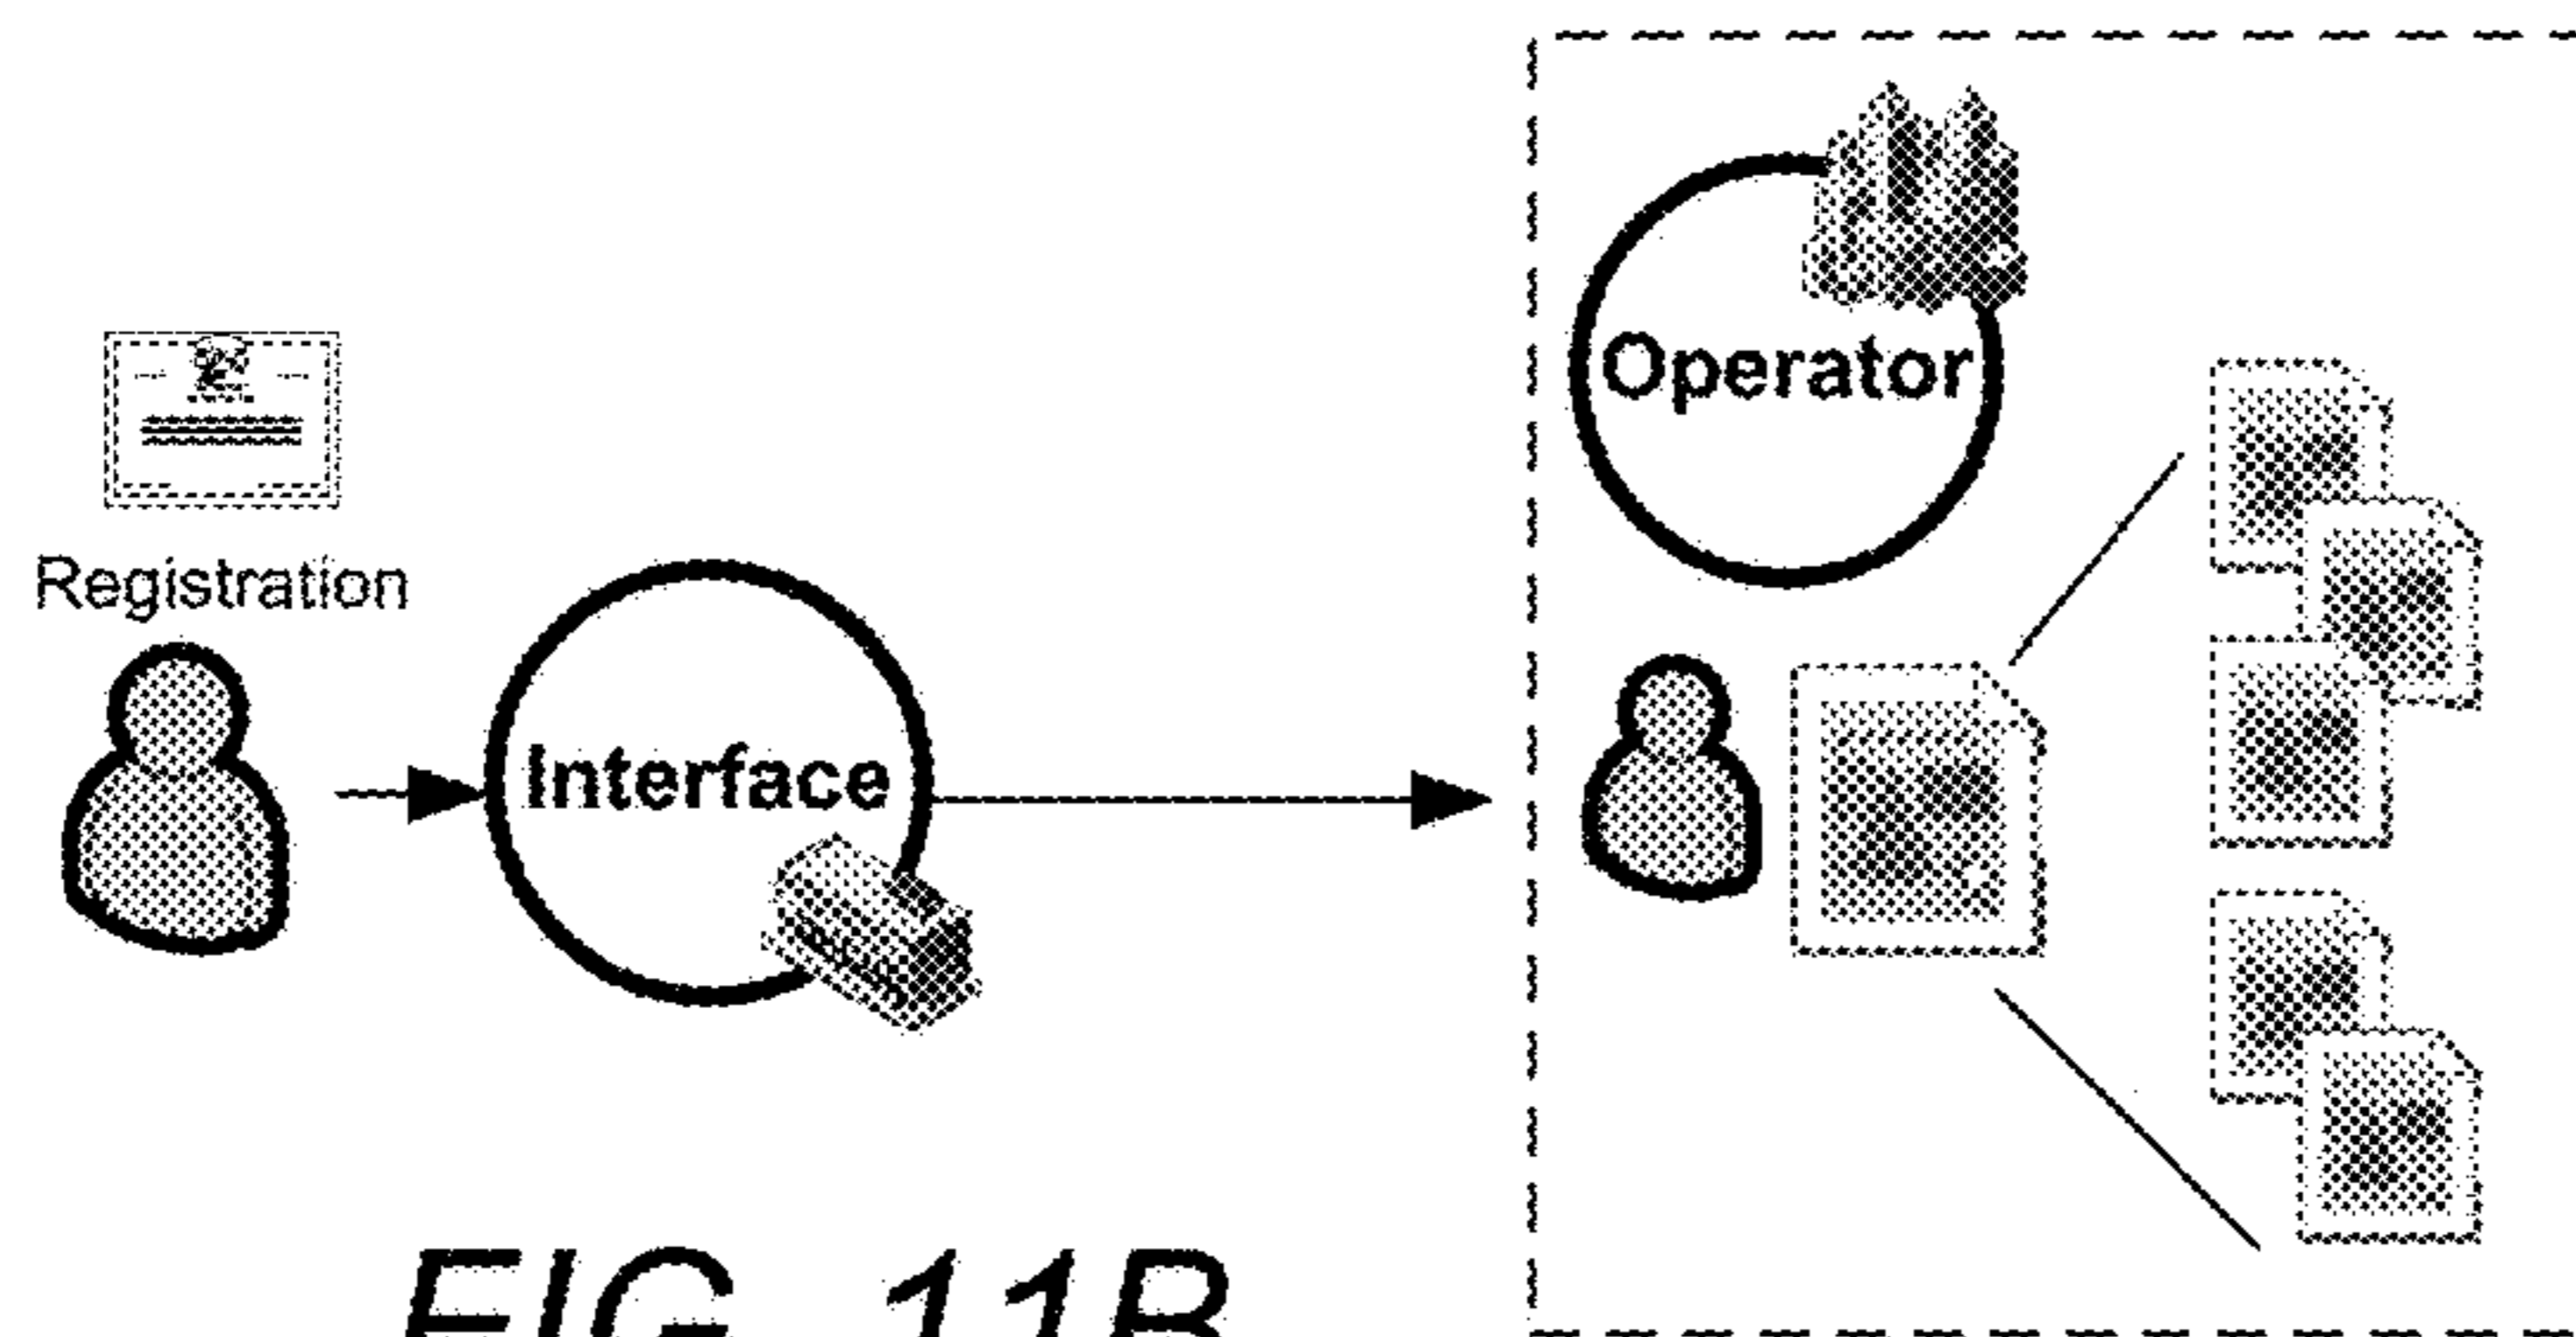 Registration
Interface
Operator
FIG. 11B